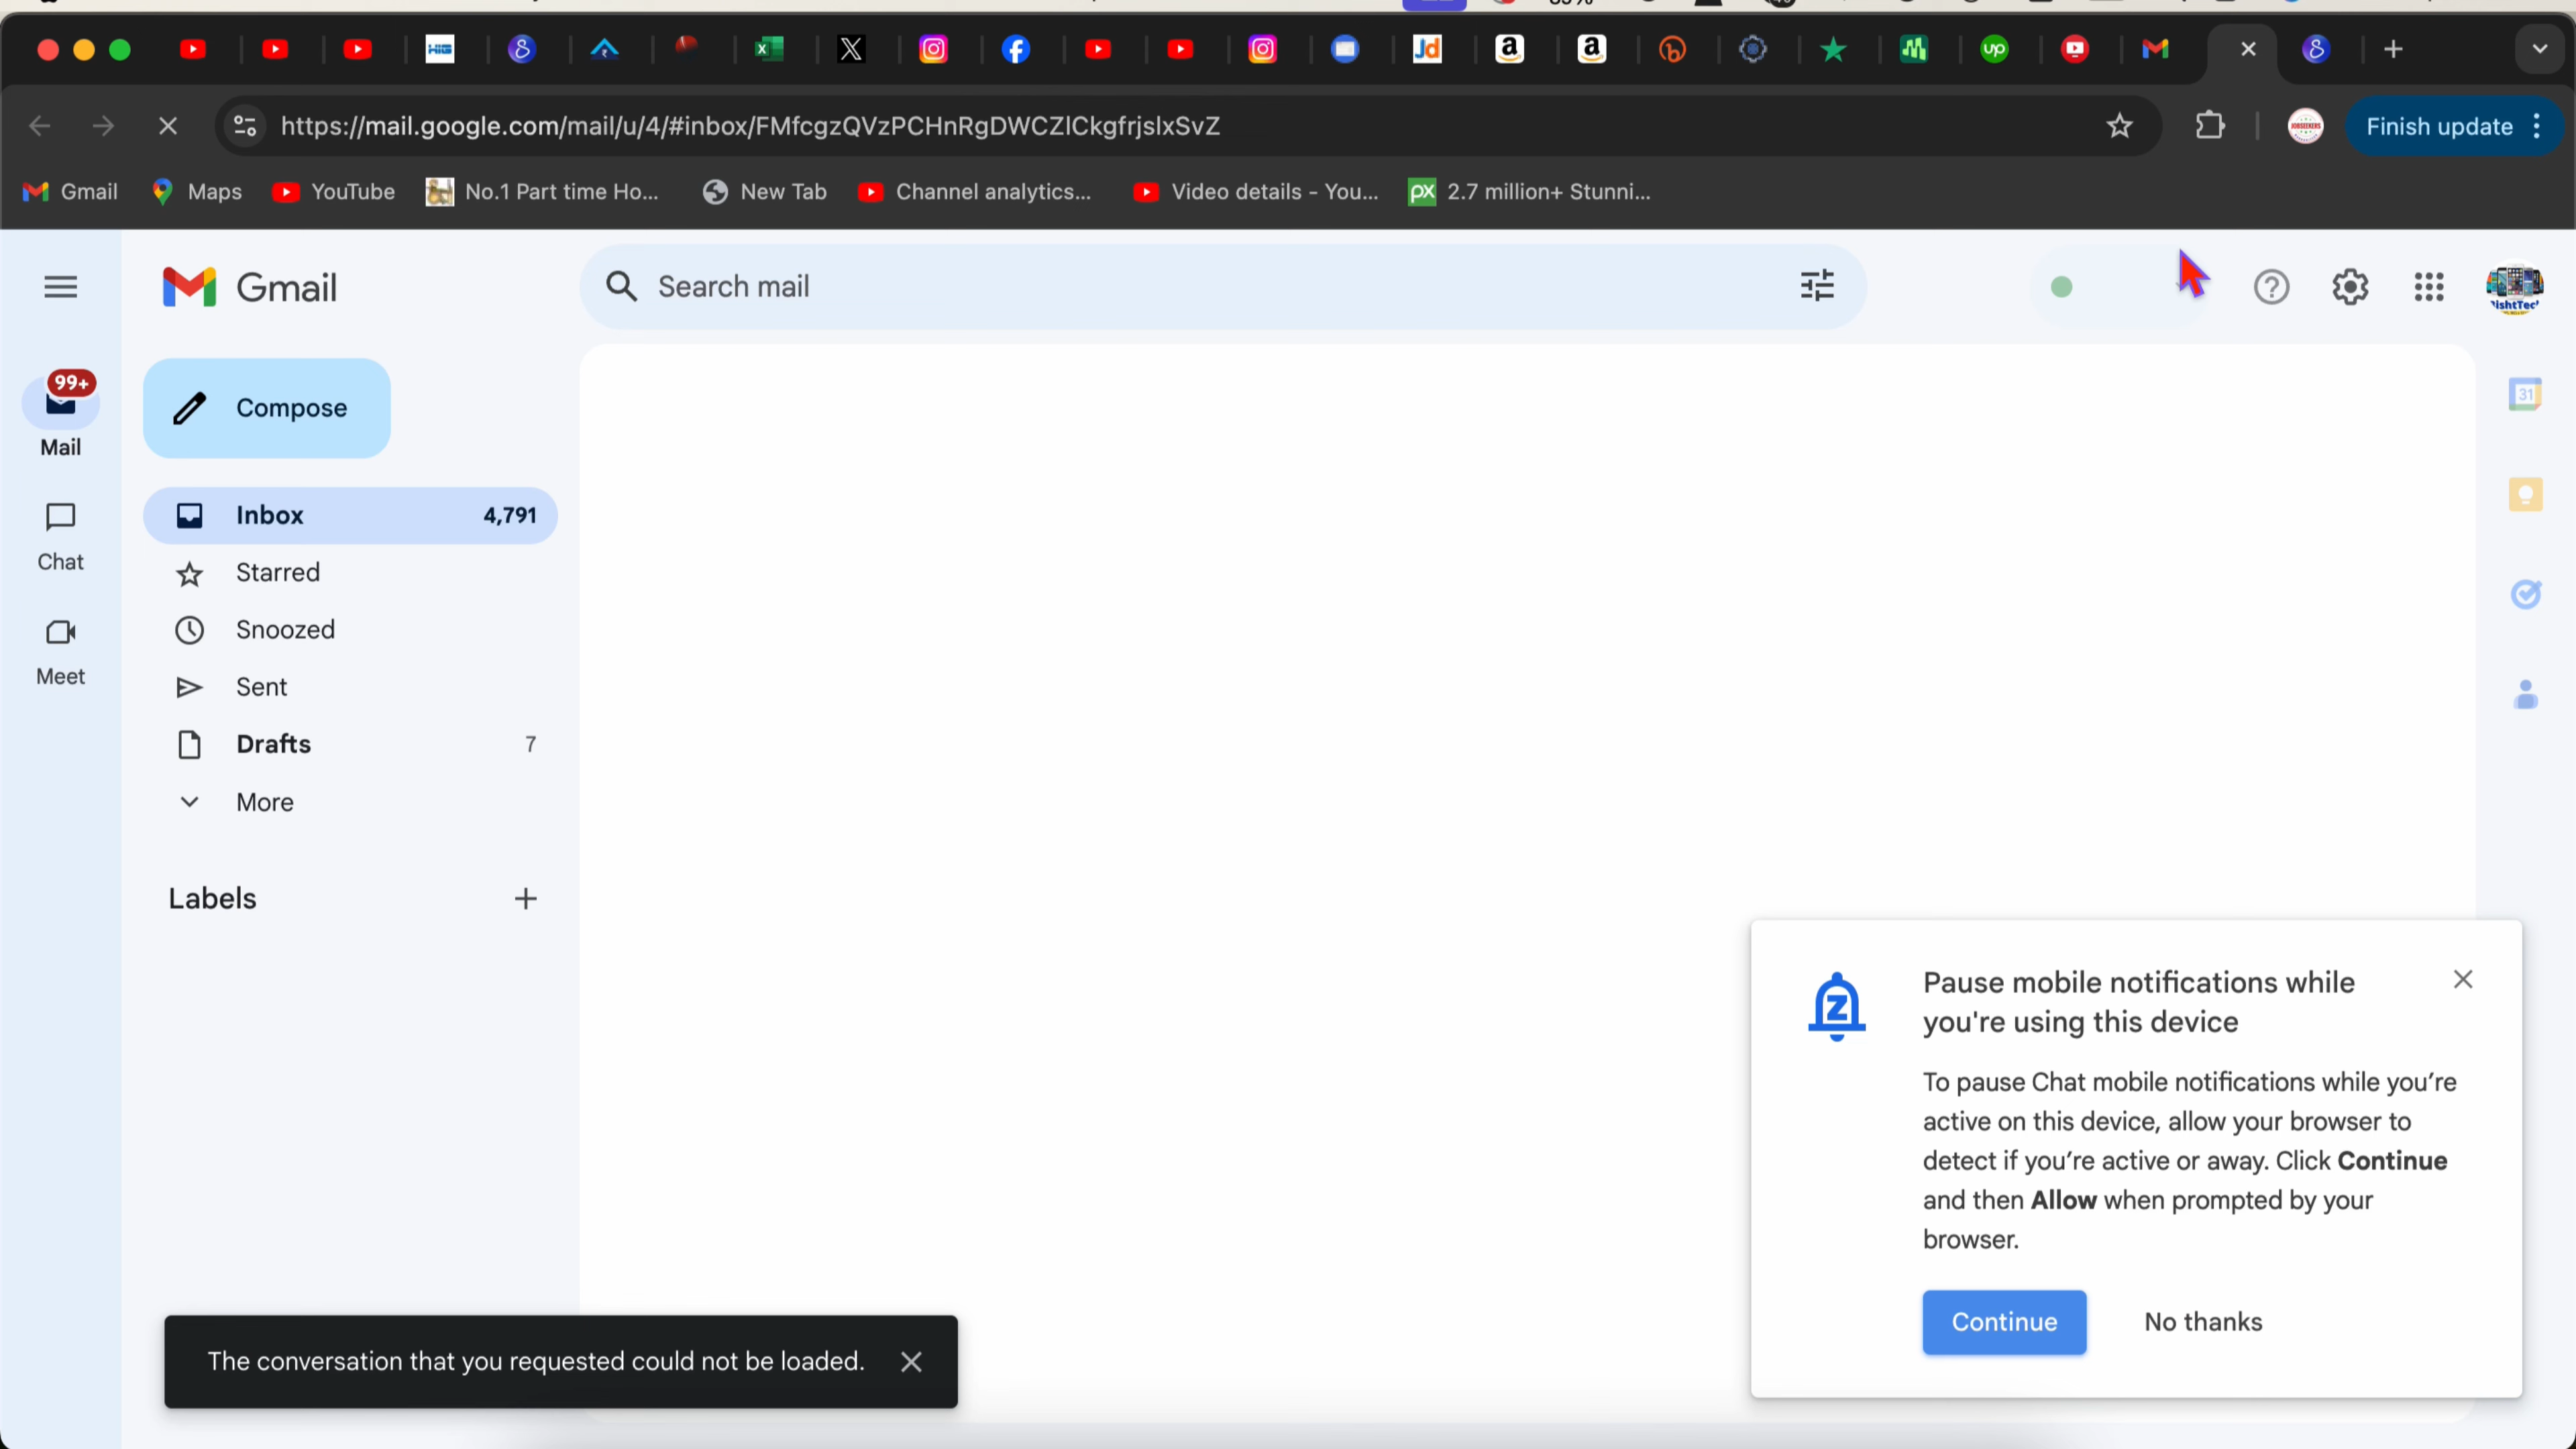 https://mail.google.com/mail/u/4/#inbox/FMfcgzQVzPCHnRgDWCZlCkgfrjslxSvZ
Finish update
Gmail
Maps
YouTube
No.1 Part time Ho...
New Tab
Channel analytics...
Video details - You...
2.7 million+ Stunni...
Gmail
Search mail
99+
Mail
Chat
Meet
Compose
Inbox 4,791
Starred
Snoozed
Sent
Drafts 7
More
Labels
31
Pause mobile notifications while
you're using this device
To pause Chat mobile notifications while you're
active on this device, allow your browser to
detect if you're active or away. Click Continue
and then Allow when prompted by your
browser.
Continue
No thanks
The conversation that you requested could not be loaded.